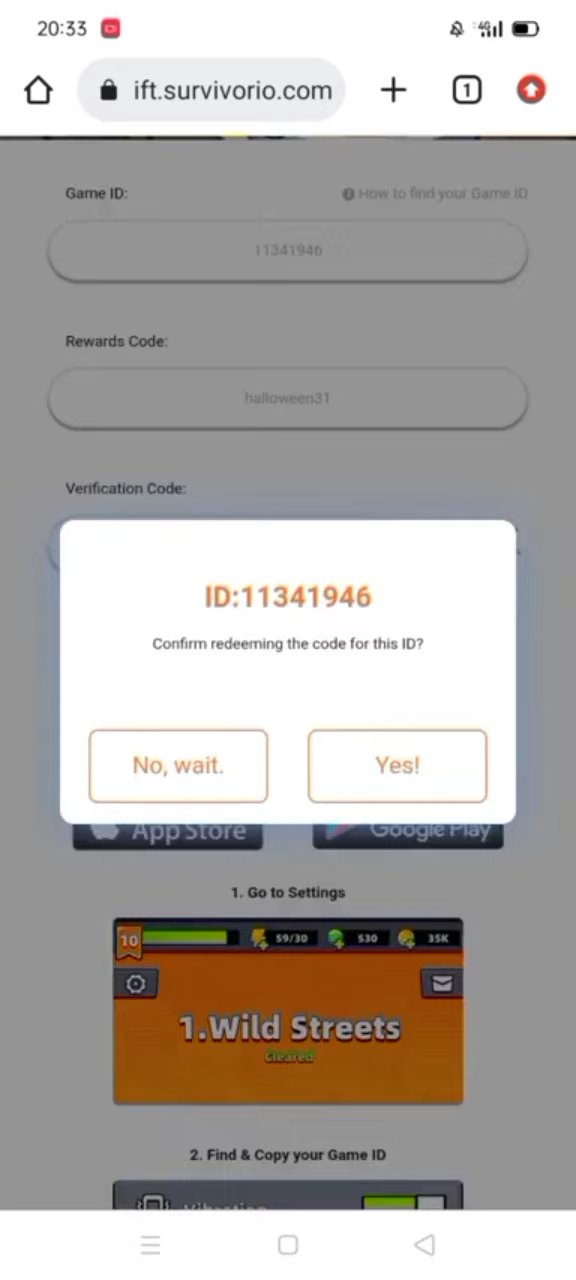 20:33
4G
ift.survivorio.com
1
Game ID:
How to find your Game ID
11341946
Rewards Code:
halloween31
Verification Code:
ID:11341946
Confirm redeeming the code for this ID?
No, wait.
Yes!
App Store
Google Play
1. Go to Settings
10
59/30
530
35K
1.Wild Streets
Cleared
2. Find & Copy your Game ID
Vibration